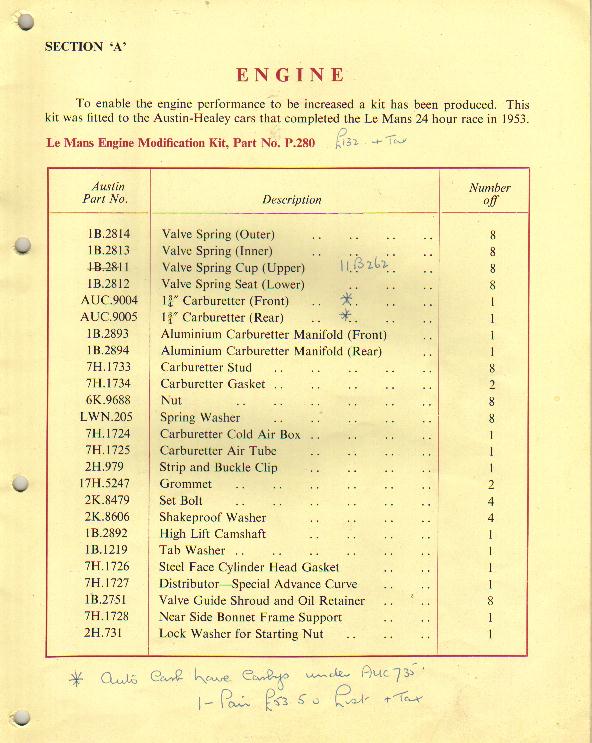 SECTION ‘A’
ENGINE
To enable the engine performance to be increased a kit has been produced. This
kit was fitted to the Austin-Healey cars that completed the Le Mans 24 hour race in 1953.
Le Mans Engine Modification Kit, Part No. P.280 £132 + Tax
Austin Part No. Description Number off
1B.2814 Valve Spring (Outer) .. .. .. .. 8
1B.2813 Valve Spring (Inner) .. .. .. .. 8
1B.2811 Valve Spring Cup (Upper) 11B262 .. .. 8
1B.2812 Valve Spring Seat (Lower) .. .. .. 8
AUC.9004 1¾″ Carburetter (Front) .. * .. .. 1
AUC.9005 1¾″ Carburetter (Rear) .. * .. .. 1
1B.2893 Aluminium Carburetter Manifold (Front) .. 1
1B.2894 Aluminium Carburetter Manifold (Rear) .. 1
7H.1733 Carburetter Stud .. .. .. .. .. 8
7H.1734 Carburetter Gasket .. .. .. .. .. 2
6K.9688 Nut .. .. .. .. .. .. 8
LWN.205 Spring Washer .. .. .. .. .. 8
7H.1724 Carburetter Cold Air Box .. .. .. .. 1
7H.1725 Carburetter Air Tube .. .. .. .. 1
2H.979 Strip and Buckle Clip .. .. .. .. 1
17H.5247 Grommet .. .. .. .. .. .. 2
2K.8479 Set Bolt .. .. .. .. .. .. 4
2K.8606 Shakeproof Washer .. .. .. .. 4
1B.2892 High Lift Camshaft .. .. .. .. 1
1B.1219 Tab Washer .. .. .. .. .. .. 1
7H.1726 Steel Face Cylinder Head Gasket .. .. 1
7H.1727 Distributor—Special Advance Curve .. .. 1
1B.2751 Valve Guide Shroud and Oil Retainer .. .. 8
7H.1728 Near Side Bonnet Frame Support .. .. 1
2H.731 Lock Washer for Starting Nut .. .. .. 1
* Auto Carb have Carbys under AUC 735
1 - Pair £53 5 0 List + Tax